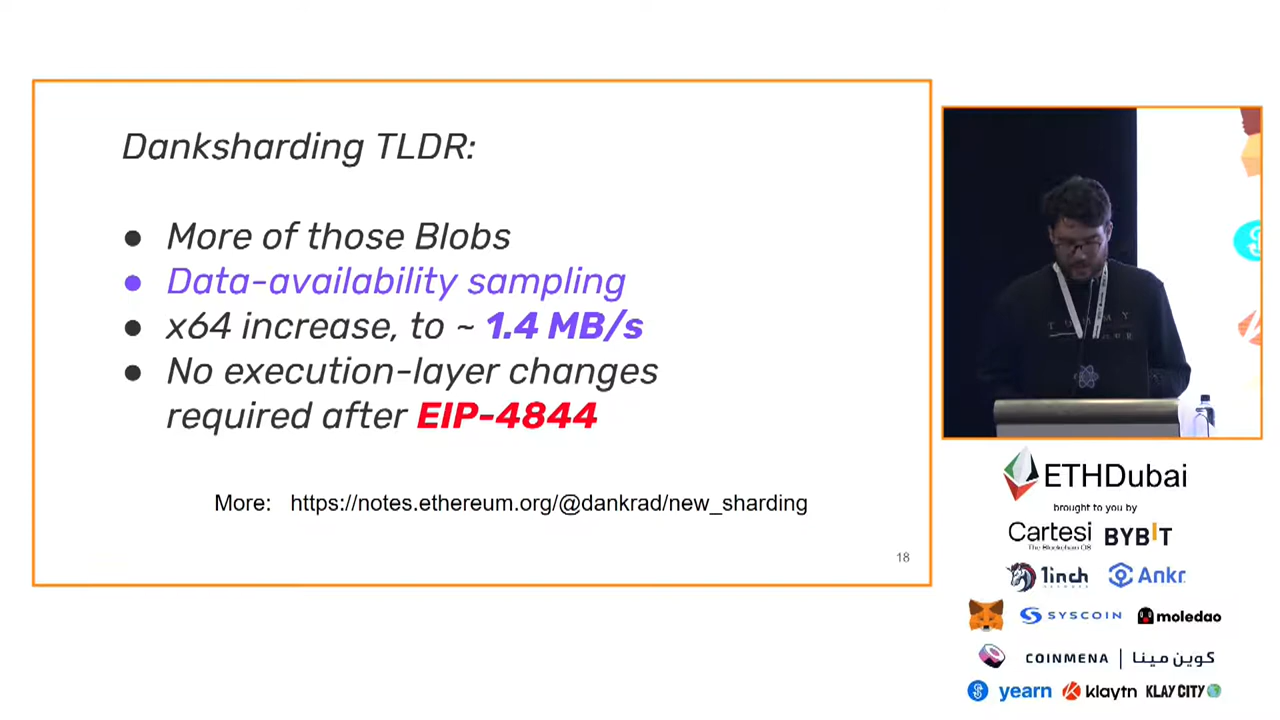 Danksharding TLDR:
● More of those Blobs
● Data-availability sampling
● x64 increase, to ~ 1.4 MB/s
● No execution-layer changes
required after EIP-4844
More: https://notes.ethereum.org/@dankrad/new_sharding
18
ETHDubai
brought to you by
Cartesi
The Blockchain OS
BYBIT
1inch
NETWORK
Ankr
SYSCOIN
moledao
COINMENA | كوين مينا
yearn
klaytn
KLAY CITY